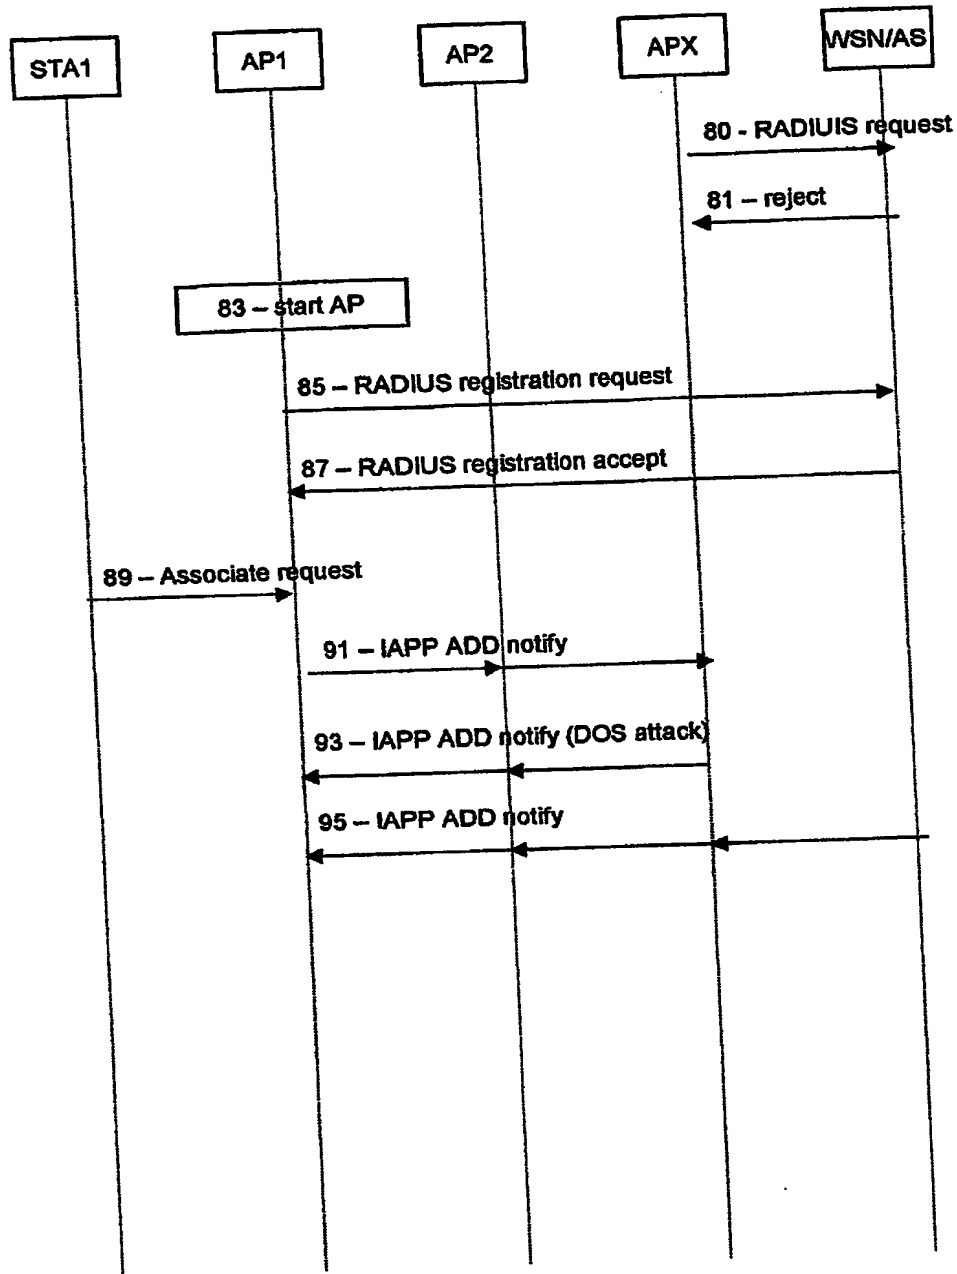 STA1
AP1
AP2
APX
WSN/AS
80 - RADIUIS request
81 – reject
83 – start AP
85 – RADIUS registration request
87 – RADIUS registration accept
89 – Associate request
91 – IAPP ADD notify
93 – IAPP ADD notify (DOS attack)
95 – IAPP ADD notify